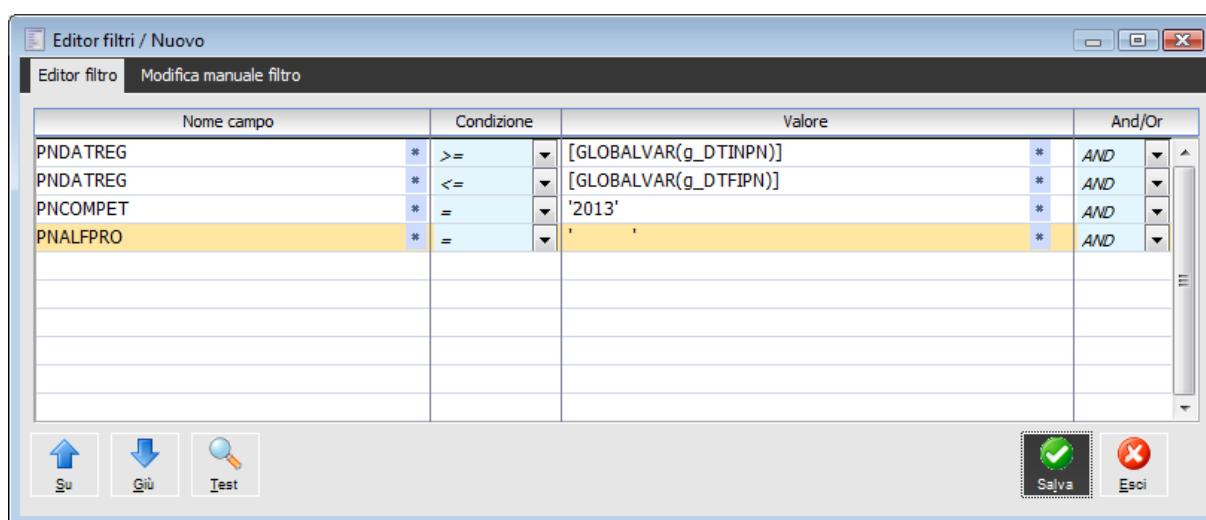 Editor filtri / Nuovo
Editor filtro Modifica manuale filtro
Nome campo Condizione Valore And/Or
PNDATREG * >= [GLOBALVAR(g_DTINPN)] * AND
PNDATREG * <= [GLOBALVAR(g_DTFIPN)] * AND
PNCOMPET * = '2013' * AND
PNALFPRO * = '          ' * AND
Su Giù Test Salva Esci